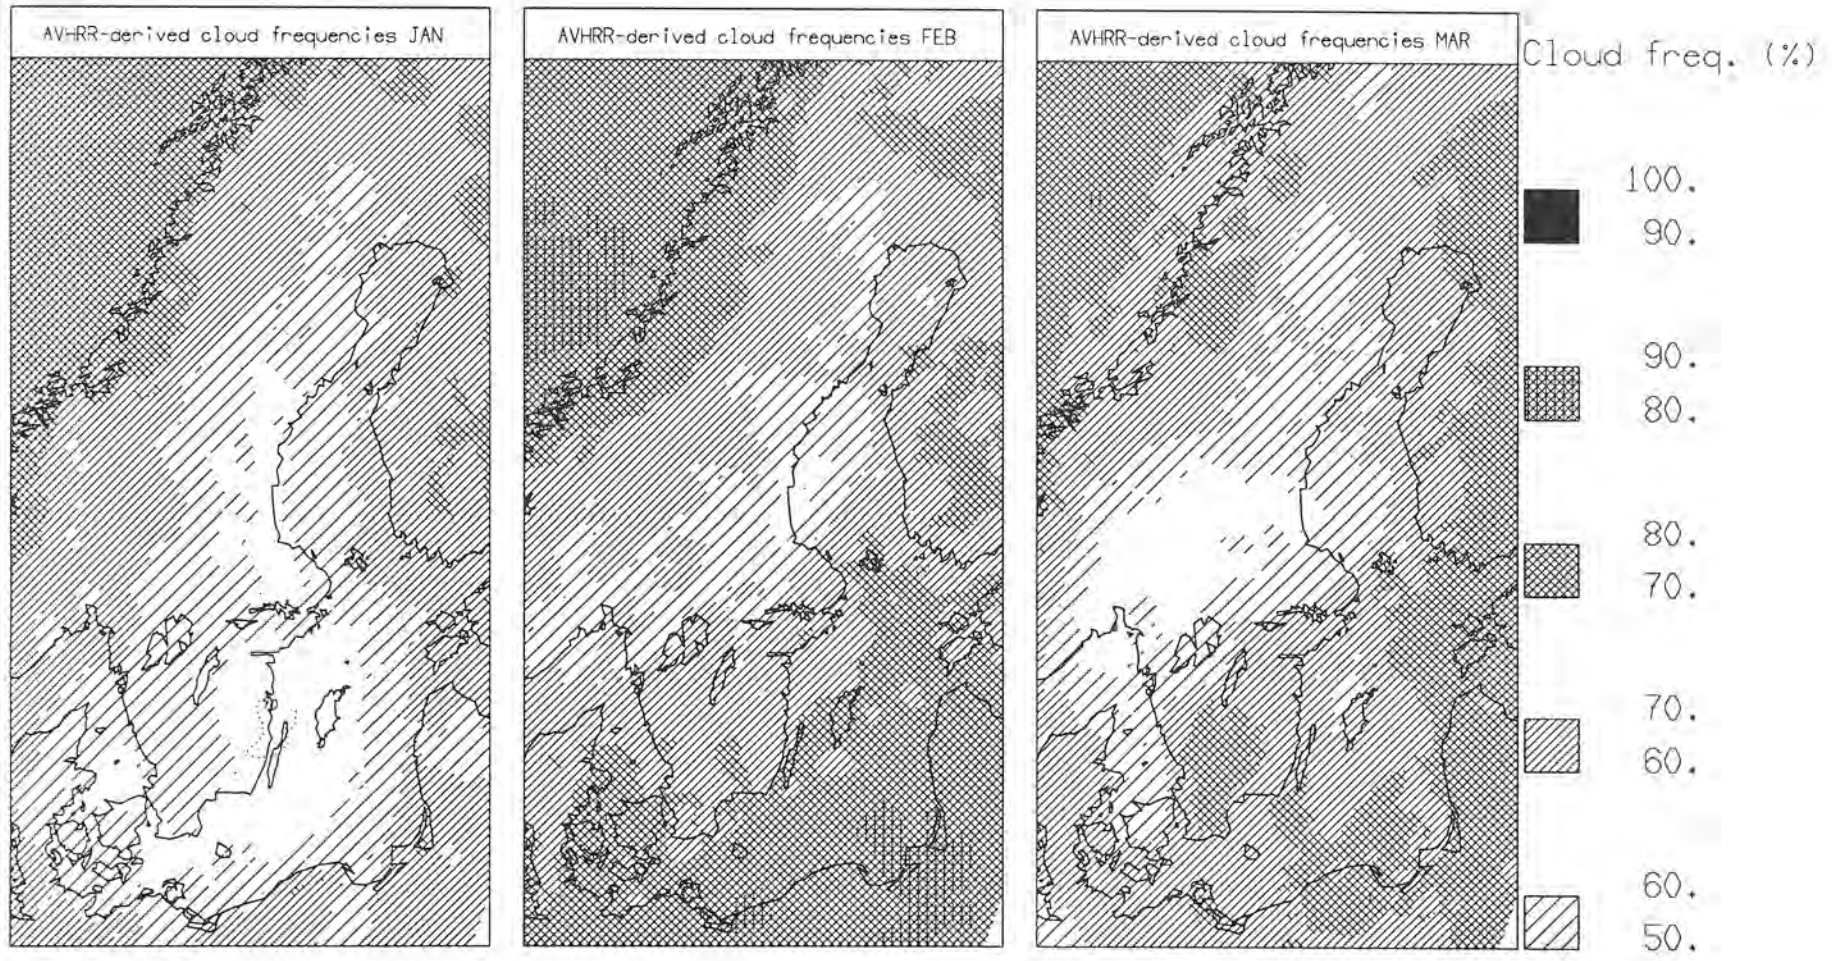 AVHRR-derived cloud frequencies JAN
AVHRR-derived cloud frequencies FEB
AVHRR-derived cloud frequencies MAR
Cloud freq. (%)
100.
90.
90.
80.
80.
70.
70.
60.
60.
50.